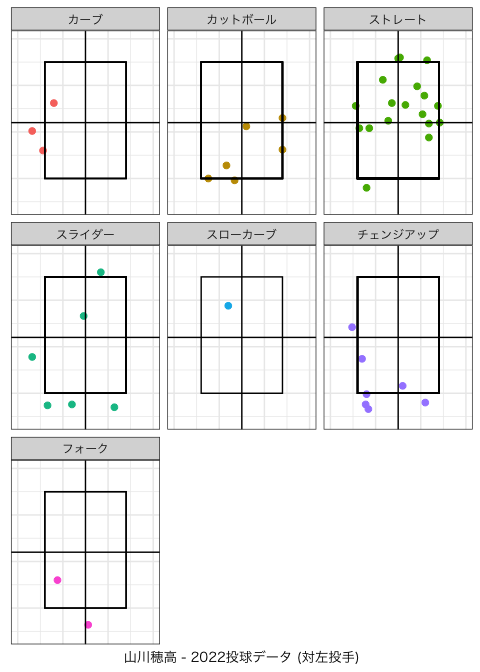 カーブ
カットボール
ストレート
スライダー
スローカーブ
チェンジアップ
フォーク
山川穂高 - 2022投球データ (対左投手)